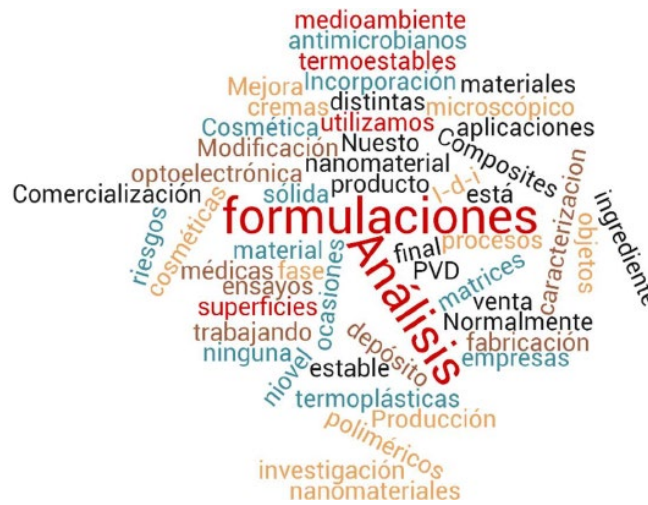 medioambiente
antimicrobianos
termoestables
Mejora Incorporación materiales
cremas distintas microscópico
Cosmética utilizamos aplicaciones
Modificación Nuesto Composites
optoelectrónica nanomaterial
Comercialización sólida producto I-d-i está
riesgos cosméticas formulaciones caracterizacion objetos ingrediente
material ocasiones Análisis final procesos
médicas fase PVD matrices
ensayos
superficies venta
trabajando depósito Normalmente
ninguna fabricación
niovel estable empresas
termoplásticas
Producción
poliméricos
investigación
nanomateriales